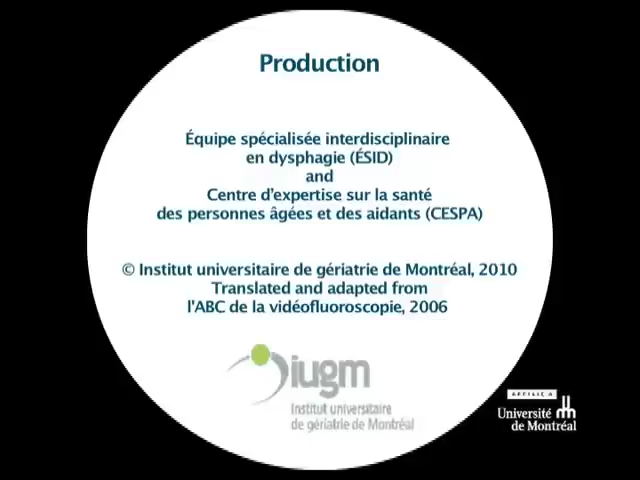 Production
Équipe spécialisée interdisciplinaire
en dysphagie (ÉSID)
and
Centre d'expertise sur la santé
des personnes âgées et des aidants (CESPA)
© Institut universitaire de gériatrie de Montréal, 2010
Translated and adapted from
l'ABC de la vidéofluoroscopie, 2006
iugm
Institut universitaire
de gériatrie de Montréal
AFFILIÉ À
Université
de Montréal